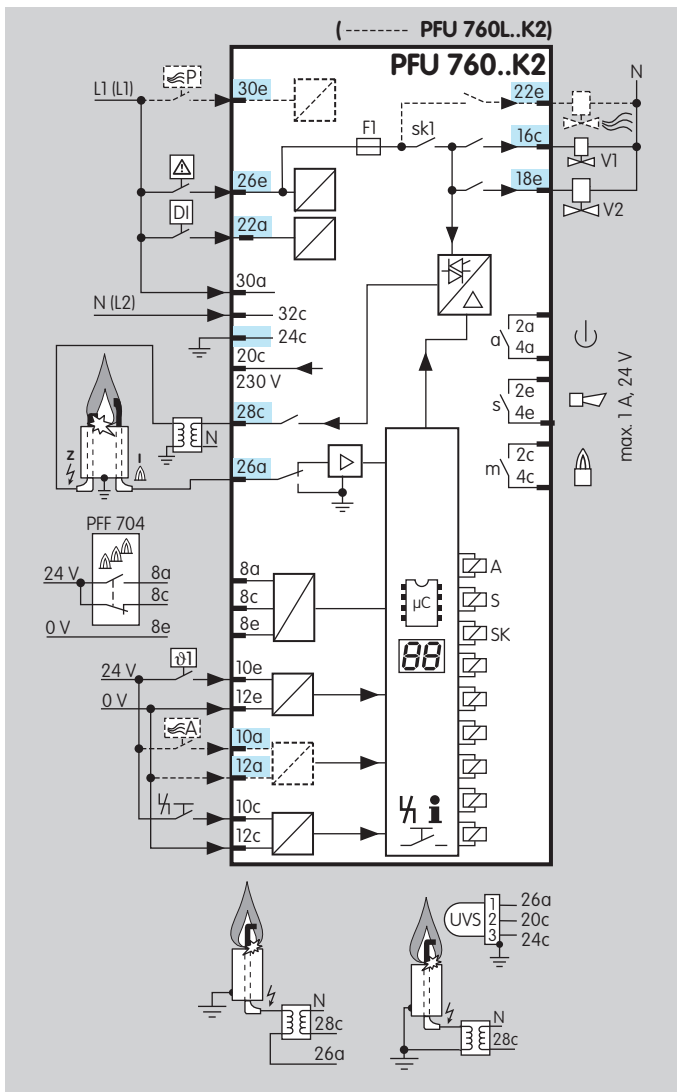 ( -------- PFU 760L..K2)
PFU 760..K2
L1 (L1)
P
30e
22e
N
F1
sk1
16c
V1
26e
18e
V2
DI
22a
30a
N (L2)
32c
24c
20c
230 V
28c
N
26a
z
I
a
2a
4a
s
2e
4e
m
2c
4c
max. 1 A, 24 V
PFF 704
24 V
8a
8c
0 V
8e
8a
8c
8e
µC
88
A
S
SK
24 V
ϑ1
10e
0 V
12e
A
10a
12a
10c
12c
i
N
28c
26a
UVS
1
2
3
26a
20c
24c
N
28c